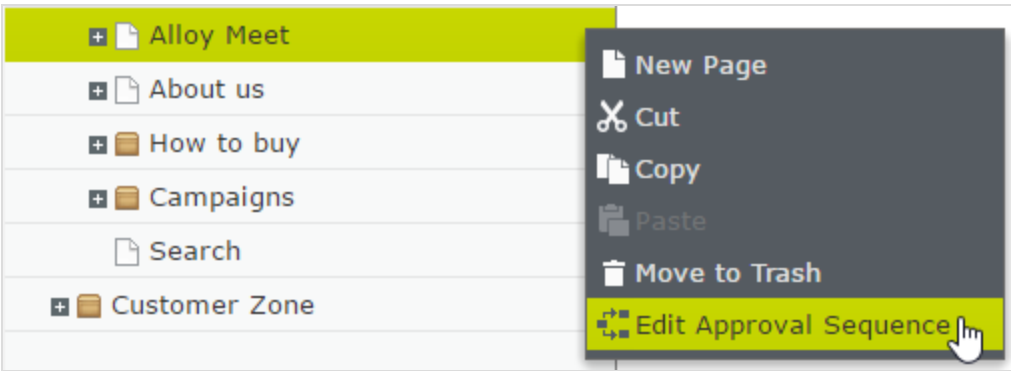 Alloy Meet
About us
How to buy
Campaigns
Search
Customer Zone
New Page
Cut
Copy
Paste
Move to Trash
Edit Approval Sequence